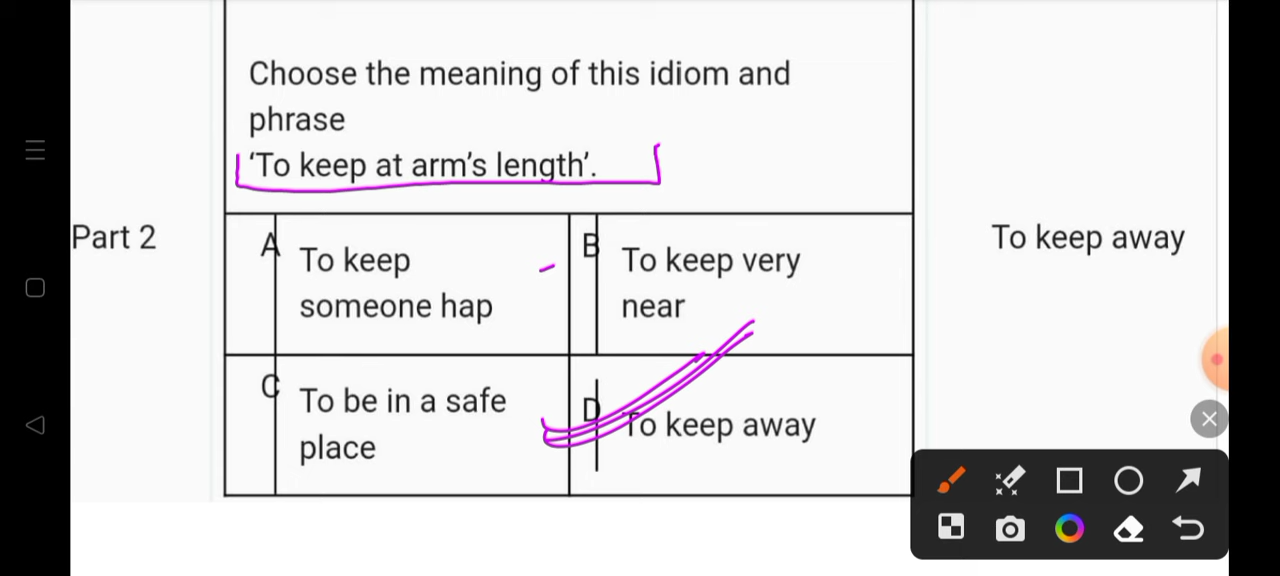 Choose the meaning of this idiom and
phrase
‘To keep at arm’s length’.
Part 2
A
To keep
someone hap
B
To keep very
near
C
To be in a safe
place
D
To keep away
To keep away